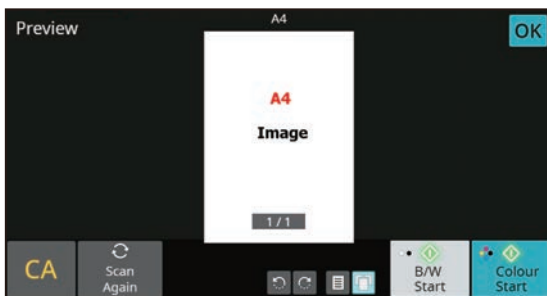 A4
Preview
OK
A4
Image
1 / 1
CA
Scan
Again
B/W
Start
Colour
Start